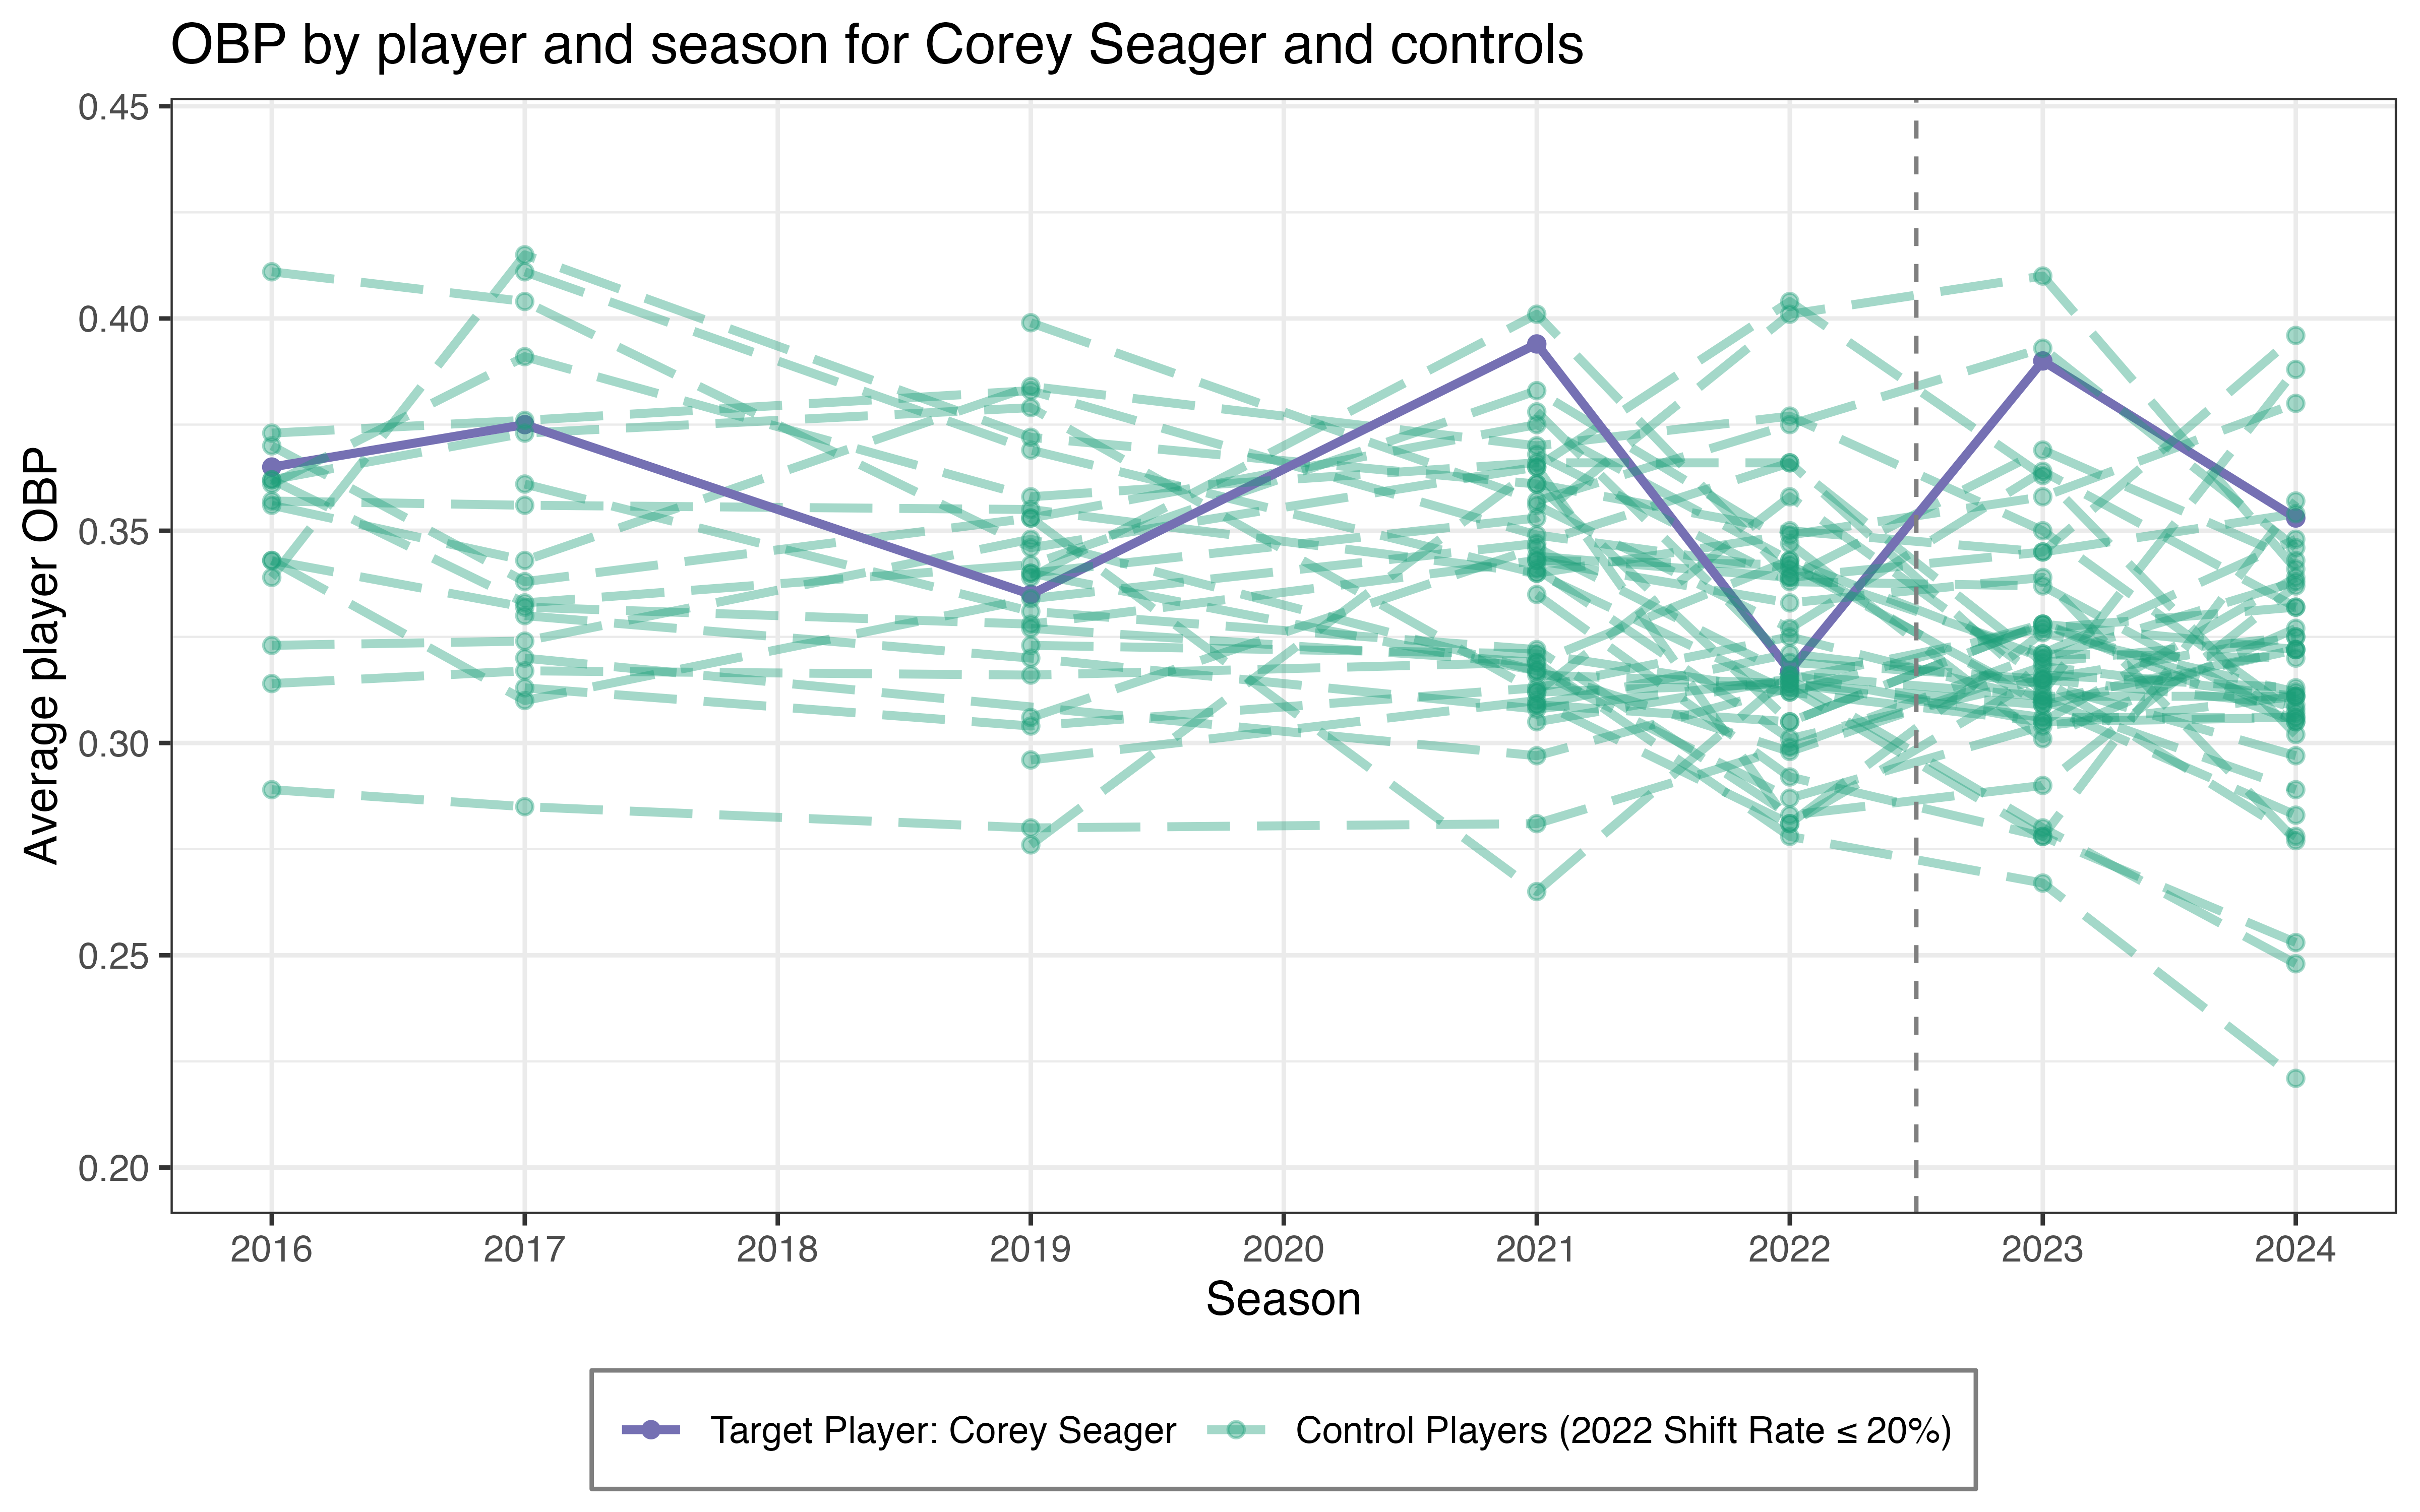 OBP by player and season for Corey Seager and controls
Average player OBP
0.45
0.40
0.35
0.30
0.25
0.20
2016 2017 2018 2019 2020 2021 2022 2023 2024
Season
Target Player: Corey Seager Control Players (2022 Shift Rate ≤ 20%)